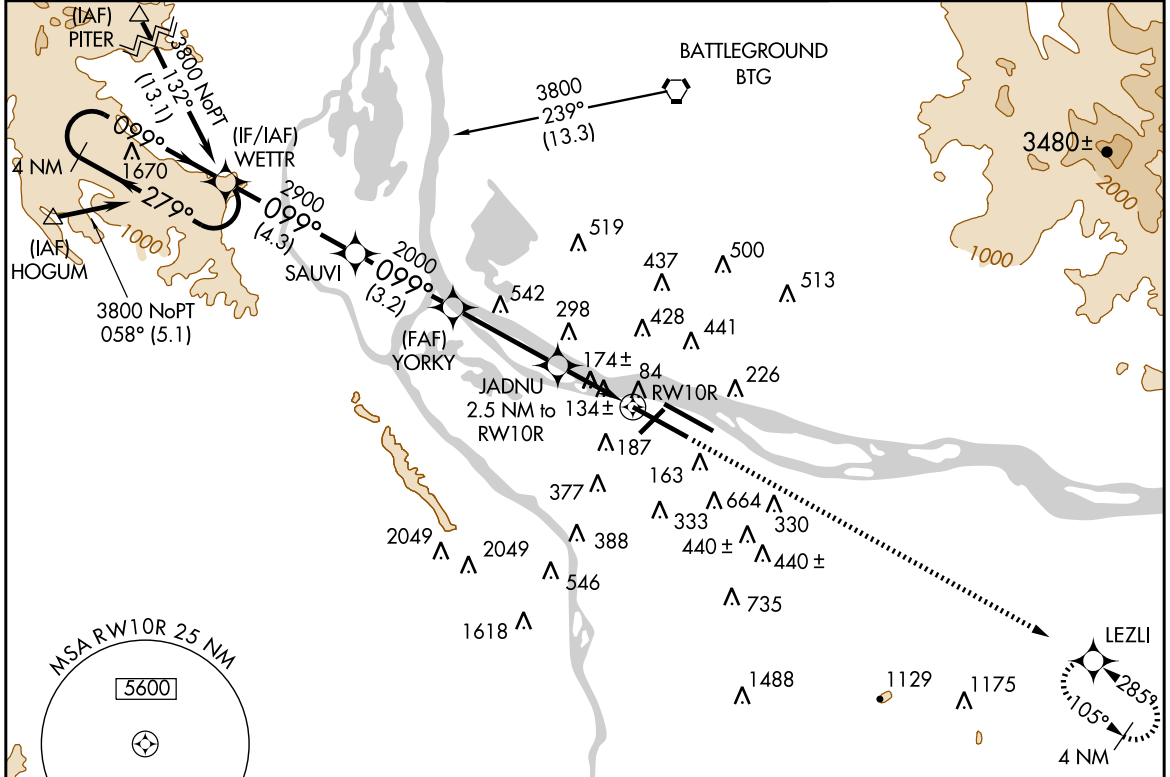 (IAF)
PITER
3800 NoPT
132°
(13.1)
BATTLEGROUND
BTG
3800
239°
(13.3)
3480±
2000
1000
099°
(IF/IAF)
WETTR
4 NM
1670
279°
2900
099°
(4.3)
(IAF)
HOGUM
1000
3800 NoPT
058° (5.1)
SAUVI
2000
099°
(3.2)
519
437
500
513
542
298
428
441
(FAF)
YORKY
174±
84
226
JADNU
2.5 NM to
RW10R
134±
RW10R
187
163
377
664
333
330
440±
440±
388
2049
2049
546
735
1618
1488
1129
1175
LEZLI
285°
105°
4 NM
MSA RW10R 25 NM
5600